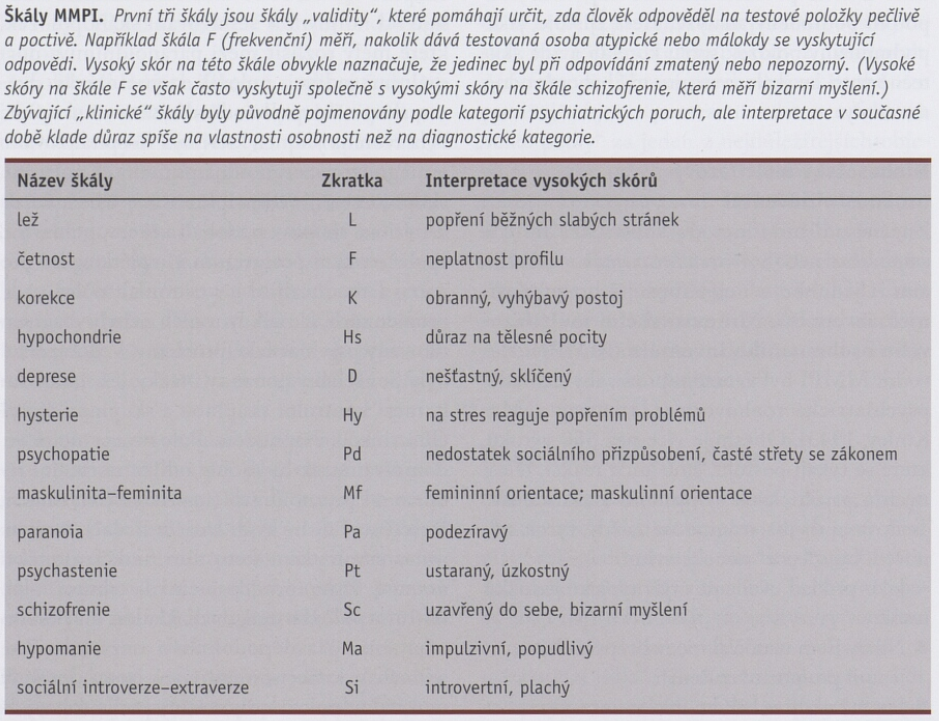 Škály MMPI. První tři škály jsou škály „validity“, které pomáhají určit, zda člověk odpověděl na testové položky pečlivě
a poctivě. Například škála F (frekvenční) měří, nakolik dává testovaná osoba atypické nebo málokdy se vyskytující
odpovědi. Vysoký skór na této škále obvykle naznačuje, že jedinec byl při odpovídání zmatený nebo nepozorný. (Vysoké
skóry na škále F se však často vyskytují společně s vysokými skóry na škále schizofrenie, která měří bizarní myšlení.)
Zbývající „klinické“ škály byly původně pojmenovány podle kategorií psychiatrických poruch, ale interpretace v současné
době klade důraz spíše na vlastnosti osobnosti než na diagnostické kategorie.
Název škály Zkratka Interpretace vysokých skórů
lež L popření běžných slabých stránek
četnost F neplatnost profilu
korekce K obranný, vyhýbavý postoj
hypochondrie Hs důraz na tělesné pocity
deprese D nešťastný, sklíčený
hysterie Hy na stres reaguje popřením problémů
psychopatie Pd nedostatek sociálního přizpůsobení, časté střety se zákonem
maskulinita–feminita Mf femininní orientace; maskulinní orientace
paranoia Pa podezíravý
psychastenie Pt ustaraný, úzkostný
schizofrenie Sc uzavřený do sebe, bizarní myšlení
hypomanie Ma impulzivní, popudlivý
sociální introverze–extraverze Si introvertní, plachý